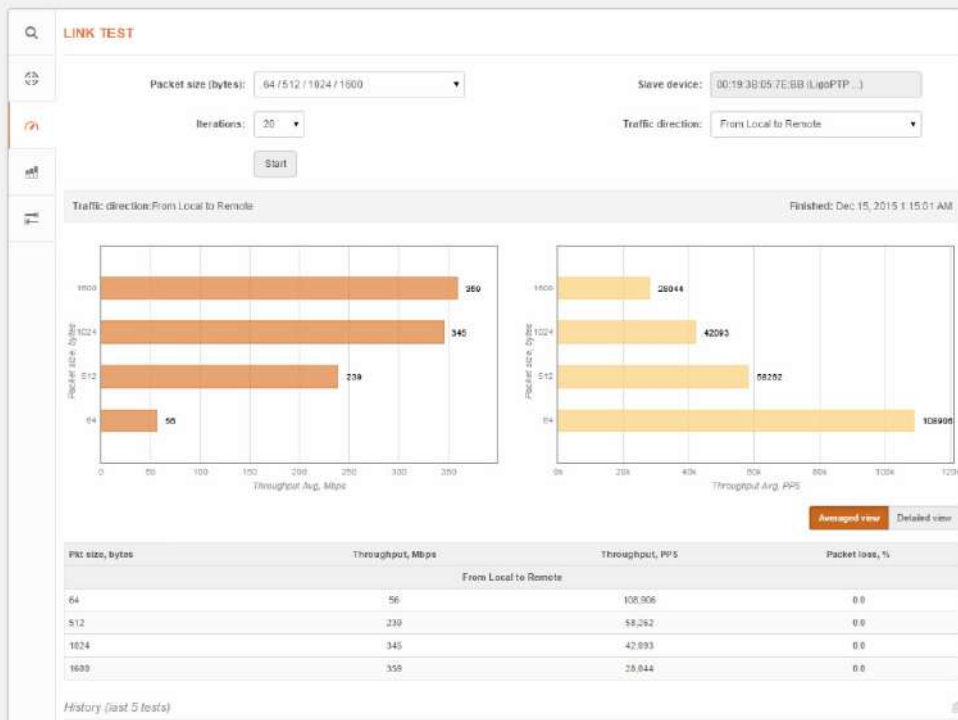 LINK TEST
Packet size (bytes): 64 / 512 / 1024 / 1600 Slave device: 00:19:3B:05:7E:BB (LigoPTP ...)
Iterations: 20 Traffic direction: From Local to Remote
Start
Traffic direction:From Local to Remote Finished: Dec 15, 2015 1:15:01 AM
Packet size, bytes
1600 359
1024 345
512 239
64 56
0 50 100 150 200 250 300 350
Throughput Avg, Mbps
Packet size, bytes
1600 28044
1024 42093
512 58262
64 108906
0k 20k 40k 60k 80k 100k 120k
Throughput Avg, PPS
Averaged view Detailed view
Pkt size, bytes Throughput, Mbps Throughput, PPS Packet loss, %
From Local to Remote
64 56 108,906 0.0
512 239 58,262 0.0
1024 345 42,093 0.0
1600 359 28,044 0.0
History (last 5 tests)